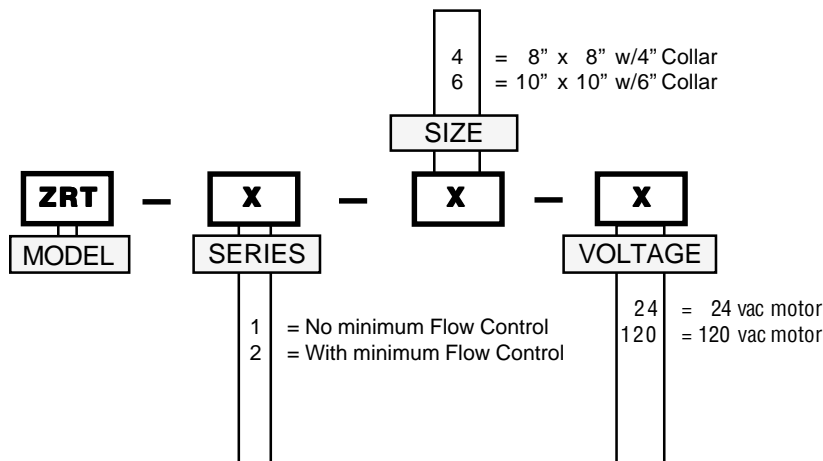 4 = 8” x 8” w/4” Collar
6 = 10” x 10” w/6” Collar
SIZE
ZRT – X – X – X
MODEL SERIES VOLTAGE
1 = No minimum Flow Control
2 = With minimum Flow Control
24 = 24 vac motor
120 = 120 vac motor